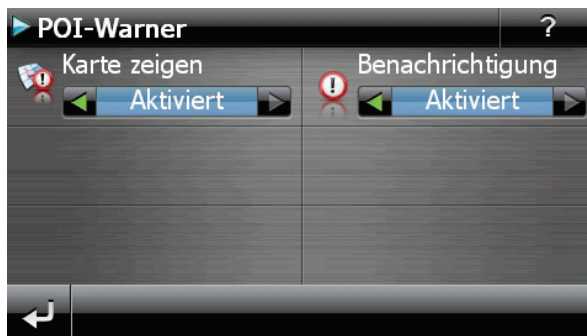 POI-Warner
?
Karte zeigen
Aktiviert
Benachrichtigung
Aktiviert